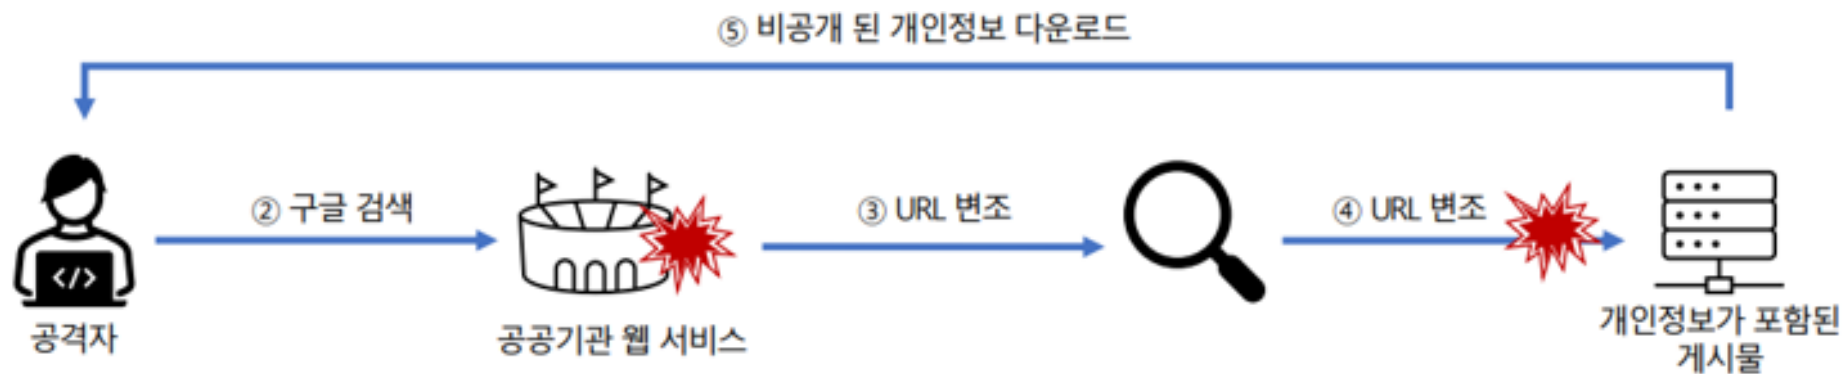 ⑤ 비공개 된 개인정보 다운로드
② 구글 검색
③ URL 변조
④ URL 변조
</>
공격자
공공기관 웹 서비스
개인정보가 포함된
게시물